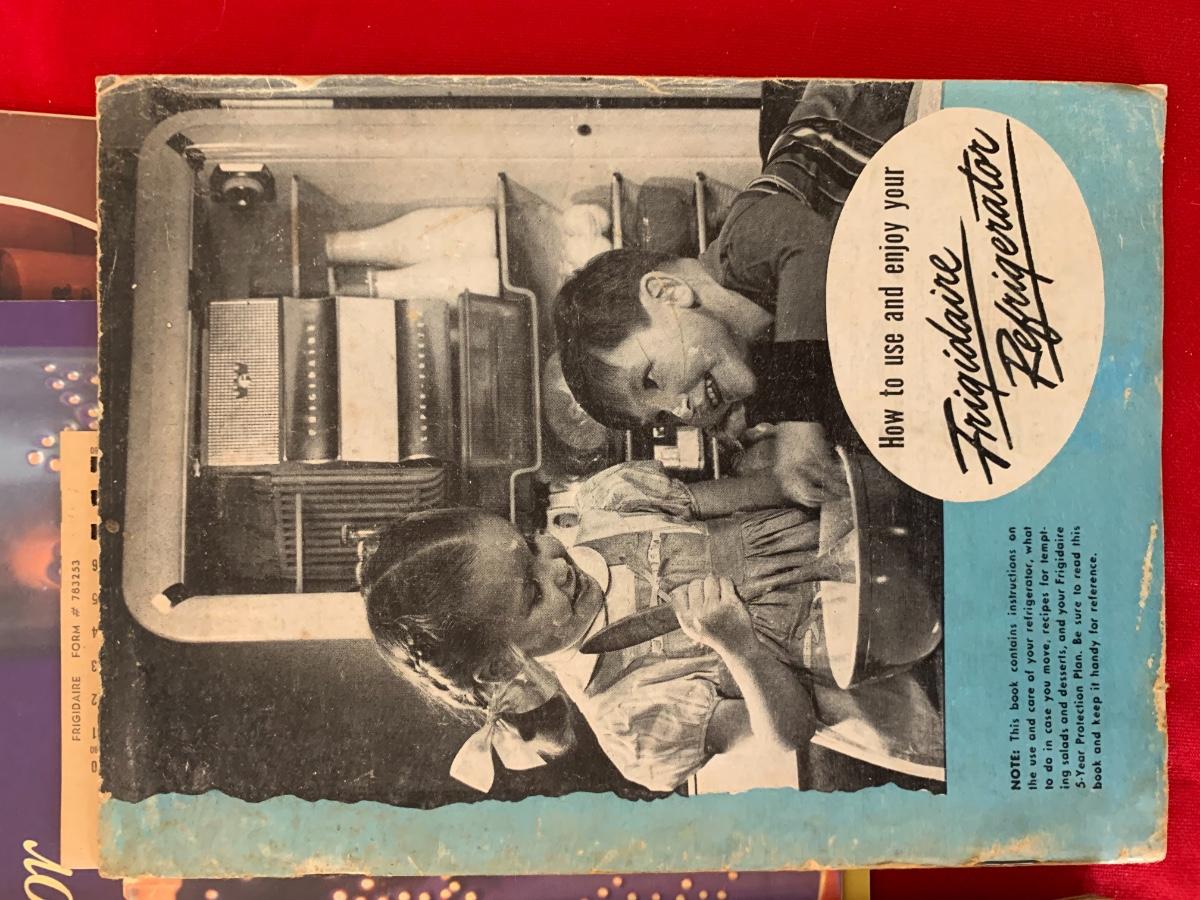 How to use and enjoy your
Frigidaire
Refrigerator
NOTE: This book contains instructions on
the use and care of your refrigerator, what
to do in case you move, recipes for tempt-
ing salads and desserts, and your Frigidaire
5-Year Protection Plan. Be sure to read this
book and keep it handy for reference.
FRIGIDAIRE
SUPER-FREEZER
FRIGIDAIRE FORM # 783253
0 1 2 3 4 5 6